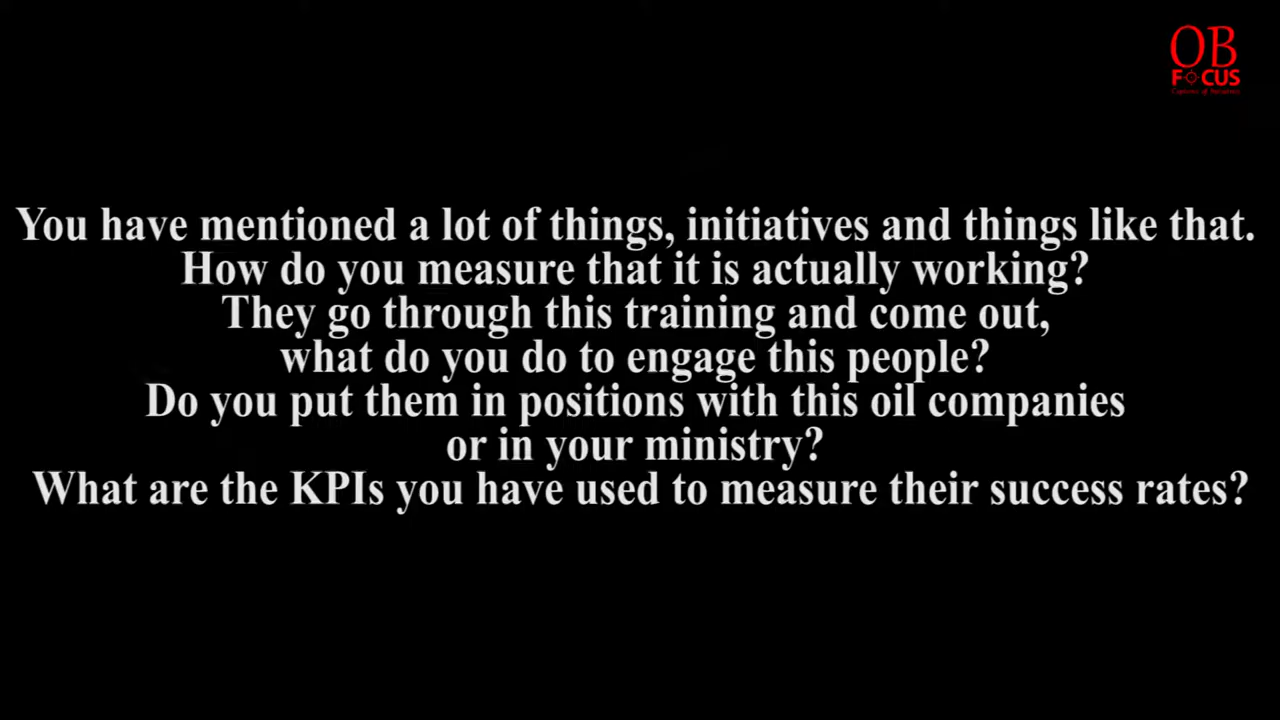 OB
FOCUS
You have mentioned a lot of things, initiatives and things like that.
How do you measure that it is actually working?
They go through this training and come out,
what do you do to engage this people?
Do you put them in positions with this oil companies
or in your ministry?
What are the KPIs you have used to measure their success rates?